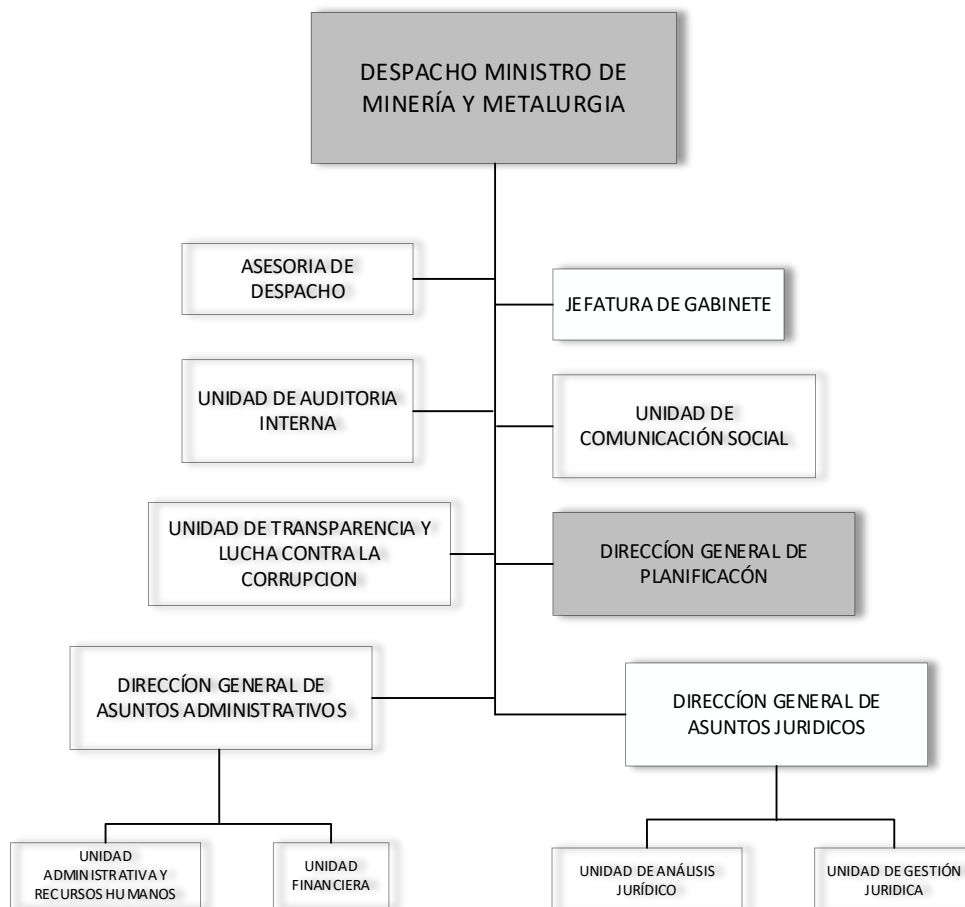 DESPACHO MINISTRO DE
MINERÍA Y METALURGIA
ASESORIA DE
DESPACHO
JEFATURA DE GABINETE
UNIDAD DE AUDITORIA
INTERNA
UNIDAD DE
COMUNICACIÓN SOCIAL
UNIDAD DE TRANSPARENCIA Y
LUCHA CONTRA LA
CORRUPCION
DIRECCÍON GENERAL DE
PLANIFICACÓN
DIRECCÍON GENERAL DE
ASUNTOS ADMINISTRATIVOS
DIRECCÍON GENERAL DE
ASUNTOS JURIDICOS
UNIDAD
ADMINISTRATIVA Y
RECURSOS HUMANOS
UNIDAD
FINANCIERA
UNIDAD DE ANÁLISIS
JURÍDICO
UNIDAD DE GESTIÓN
JURIDICA